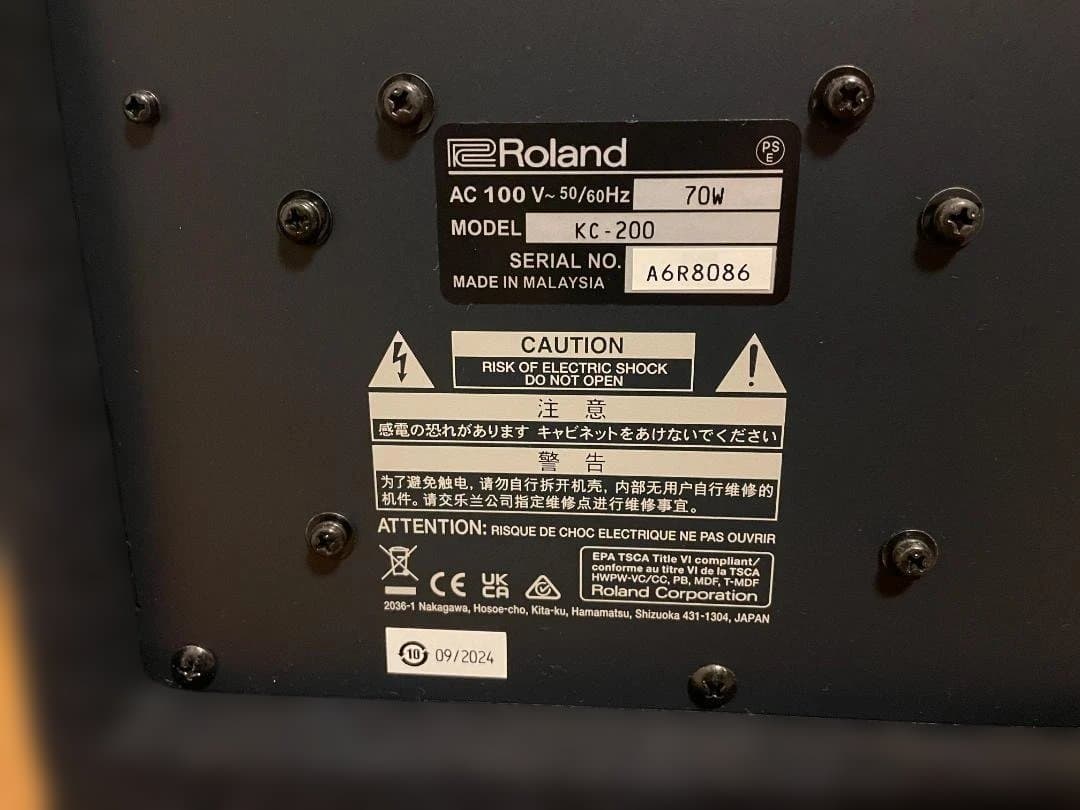 Roland
PS
E
AC 100 V~ 50/60Hz 70W
MODEL KC-200
SERIAL NO. A6R8086
MADE IN MALAYSIA
CAUTION
RISK OF ELECTRIC SHOCK
DO NOT OPEN
注 意
感電の恐れがあります キャビネットをあけないでください
警 告
为了避免触电, 请勿自行拆开机壳, 内部无用户自行维修的
机件。请交乐兰公司指定维修点进行维修事宜。
ATTENTION: RISQUE DE CHOC ELECTRIQUE NE PAS OUVRIR
CE UK
CA
EPA TSCA Title VI compliant/
conforme au titre VI de la TSCA
HWPW-VC/CC, PB, MDF, T-MDF
Roland Corporation
2036-1 Nakagawa, Hosoe-cho, Kita-ku, Hamamatsu, Shizuoka 431-1304, JAPAN
10 09/2024